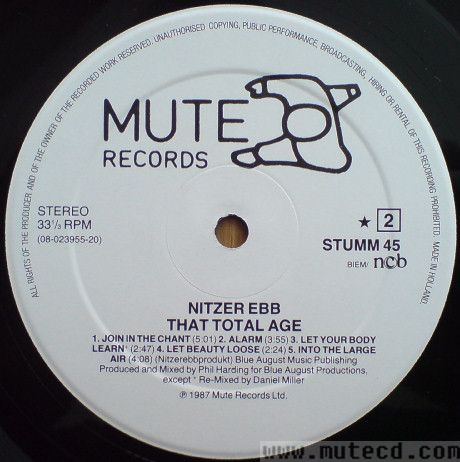 ALL RIGHTS OF THE PRODUCER AND OF THE OWNER OF THE RECORDED WORK RESERVED. UNAUTHORISED COPYING, PUBLIC PERFORMANCE, BROADCASTING, HIRING OR RENTAL OF THIS RECORDING PROHIBITED. MADE IN HOLLAND.
MUTE
RECORDS
STEREO
33⅓ RPM
(08-023955-20)
★ 2
STUMM 45
BIEM/ ncb
NITZER EBB
THAT TOTAL AGE
1. JOIN IN THE CHANT (5:01) 2. ALARM (3:55) 3. LET YOUR BODY
LEARN* (2:47) 4. LET BEAUTY LOOSE (2:24) 5. INTO THE LARGE
AIR (4:08) (Nitzerebbprodukt) Blue August Music Publishing
Produced and Mixed by Phil Harding for Blue August Productions,
except * Re-Mixed by Daniel Miller
℗ 1987 Mute Records Ltd.
www.mutecd.com